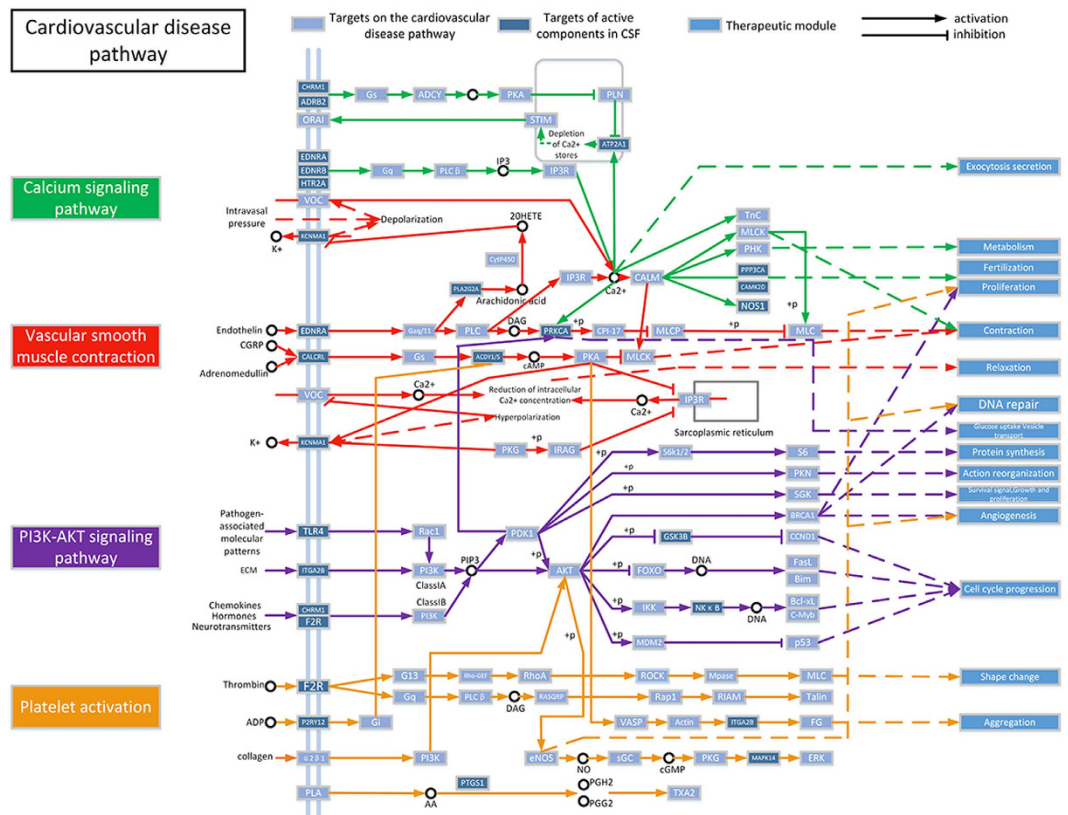 Cardiovascular disease
pathway
Targets on the cardiovascular
disease pathway
Targets of active
components in CSF
Therapeutic module
activation
inhibition
CHRM1
ADRB2
Gs
ADCY
PKA
PLN
ORAI
STIM
Depletion
of Ca2+
stores
ATP2A1
EDNRA
EDNRB
HTR2A
Gq
PLC β
IP3
IP3R
Exocytosis secretion
Calcium signaling
pathway
VOC
Intravasal
pressure
Depolarization
K+
KCNMA1
20HETE
CytP450
TnC
MLCK
PHK
Metabolism
PLA2G2A
Arachidonic acid
IP3R
Ca2+
CALM
PPP3CA
CAMK2D
NOS1
Fertilization
Proliferation
+p
Vascular smooth
muscle contraction
Endothelin
EDNRA
Gaq/11
PLC
DAG
PRKCA
+p
CPI-17
MLCP
+p
MLC
Contraction
CGRP
Adrenomedullin
CALCRL
Gs
ACDY1/5
cAMP
PKA
MLCK
Relaxation
VOC
Ca2+
Reduction of intracellular
Ca2+ concentration
Ca2+
IP3R
Sarcoplasmic reticulum
Hyperpolarization
DNA repair
Glucose uptake Vesicle
transport
K+
KCNMA1
PKG
+p
IRAG
+p
S6k1/2
S6
Protein synthesis
+p
PKN
Action reorganization
+p
SGK
Survival signal,Growth and
proliferation
PI3K-AKT signaling
pathway
Pathogen-
associated
molecular
patterns
TLR4
Rac1
PDK1
+p
BRCA1
Angiogenesis
+p
GSK3B
CCND1
ECM
ITGA2B
PI3K
ClassIA
PIP3
+p
AKT
+p
FOXO
DNA
FasL
Bim
Cell cycle progression
Chemokines
Hormones
Neurotransmitters
CHRM1
F2R
ClassIB
PI3K
+p
IKK
NK κ B
DNA
Bcl-xL
C-Myb
+p
+p
MDM2
p53
Platelet activation
Thrombin
F2R
G13
Rho-GEF
RhoA
ROCK
Mpase
MLC
Shape change
Gq
PLC β
DAG
RASGRP
Rap1
RIAM
Talin
ADP
P2RY12
Gi
VASP
Actin
ITGA2B
FG
Aggregation
collagen
α 2 β 1
PI3K
eNOS
NO
sGC
cGMP
PKG
MAPK14
ERK
PLA
AA
PTGS1
PGH2
PGG2
TXA2